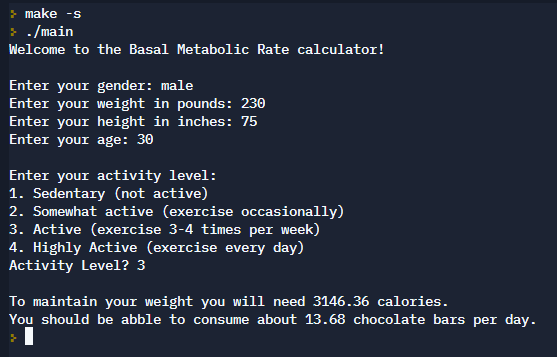 make -s
./main
Welcome to the Basal Metabolic Rate calculator!
Enter your gender: male
Enter your weight in pounds: 230
Enter your height in inches: 75
Enter your age: 30
Enter your activity level:
1. Sedentary (not active)
2. Somewhat active (exercise occasionally)
3. Active (exercise 3-4 times per week)
4. Highly Active (exercise every day)
Activity Level? 3
To maintain your weight you will need 3146.36 calories.
You should be abble to consume about 13.68 chocolate bars per day.